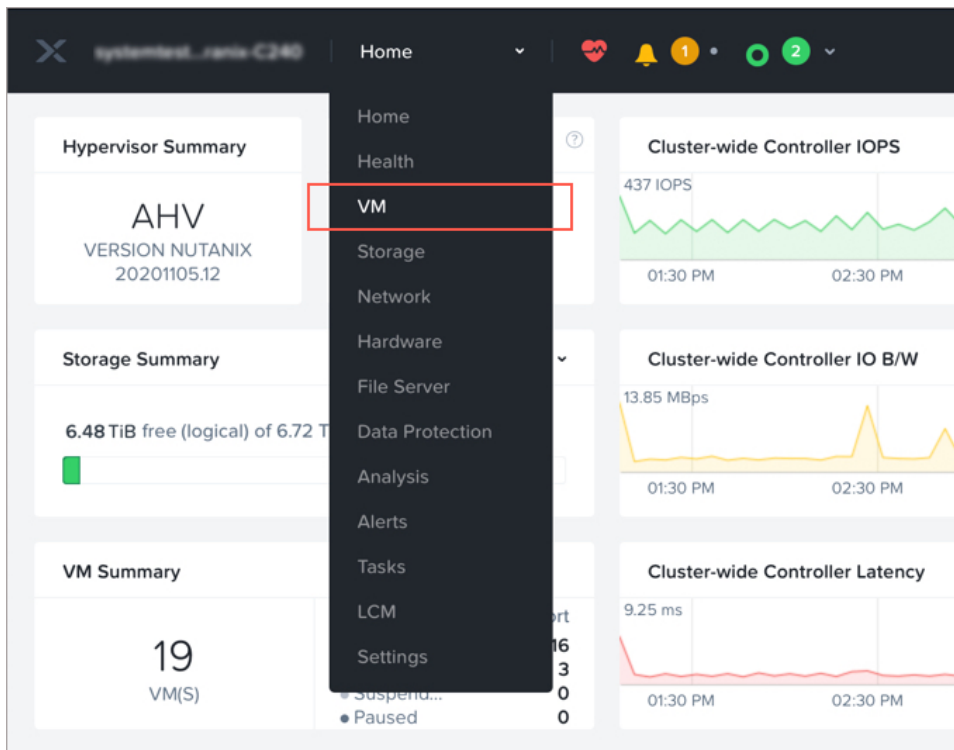 Home
1
2
Home
Health
VM
Storage
Network
Hardware
File Server
Data Protection
Analysis
Alerts
Tasks
LCM
Settings
Hypervisor Summary
AHV
VERSION NUTANIX
20201105.12
?
Cluster-wide Controller IOPS
437 IOPS
01:30 PM 02:30 PM
Storage Summary
6.48 TiB free (logical) of 6.72 T
Cluster-wide Controller IO B/W
13.85 MBps
01:30 PM 02:30 PM
VM Summary
19
VM(S)
16
3
Suspend... 0
Paused 0
Cluster-wide Controller Latency
9.25 ms
01:30 PM 02:30 PM